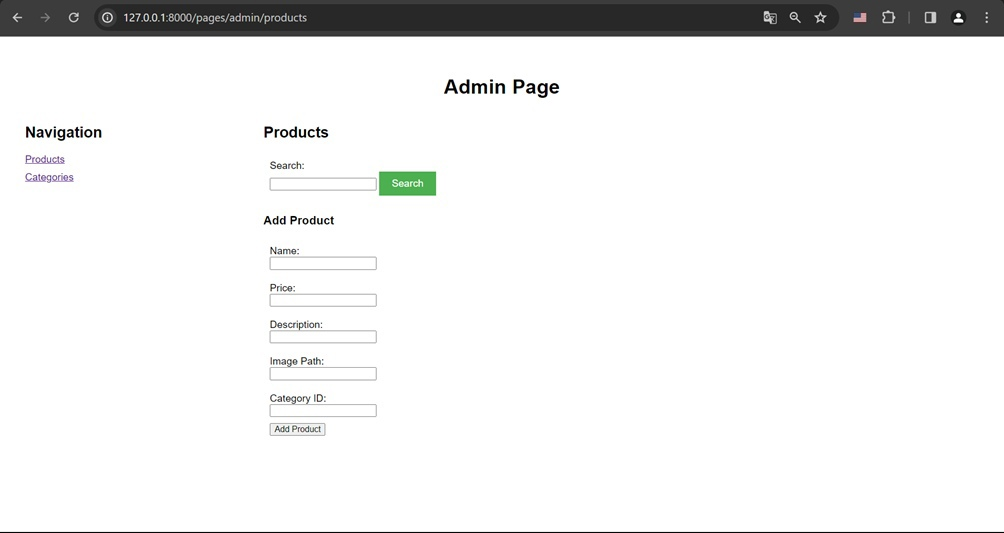 127.0.0.1:8000/pages/admin/products
Admin Page
Navigation
Products
Categories
Products
Search:
Search
Add Product
Name:
Price:
Description:
Image Path:
Category ID:
Add Product